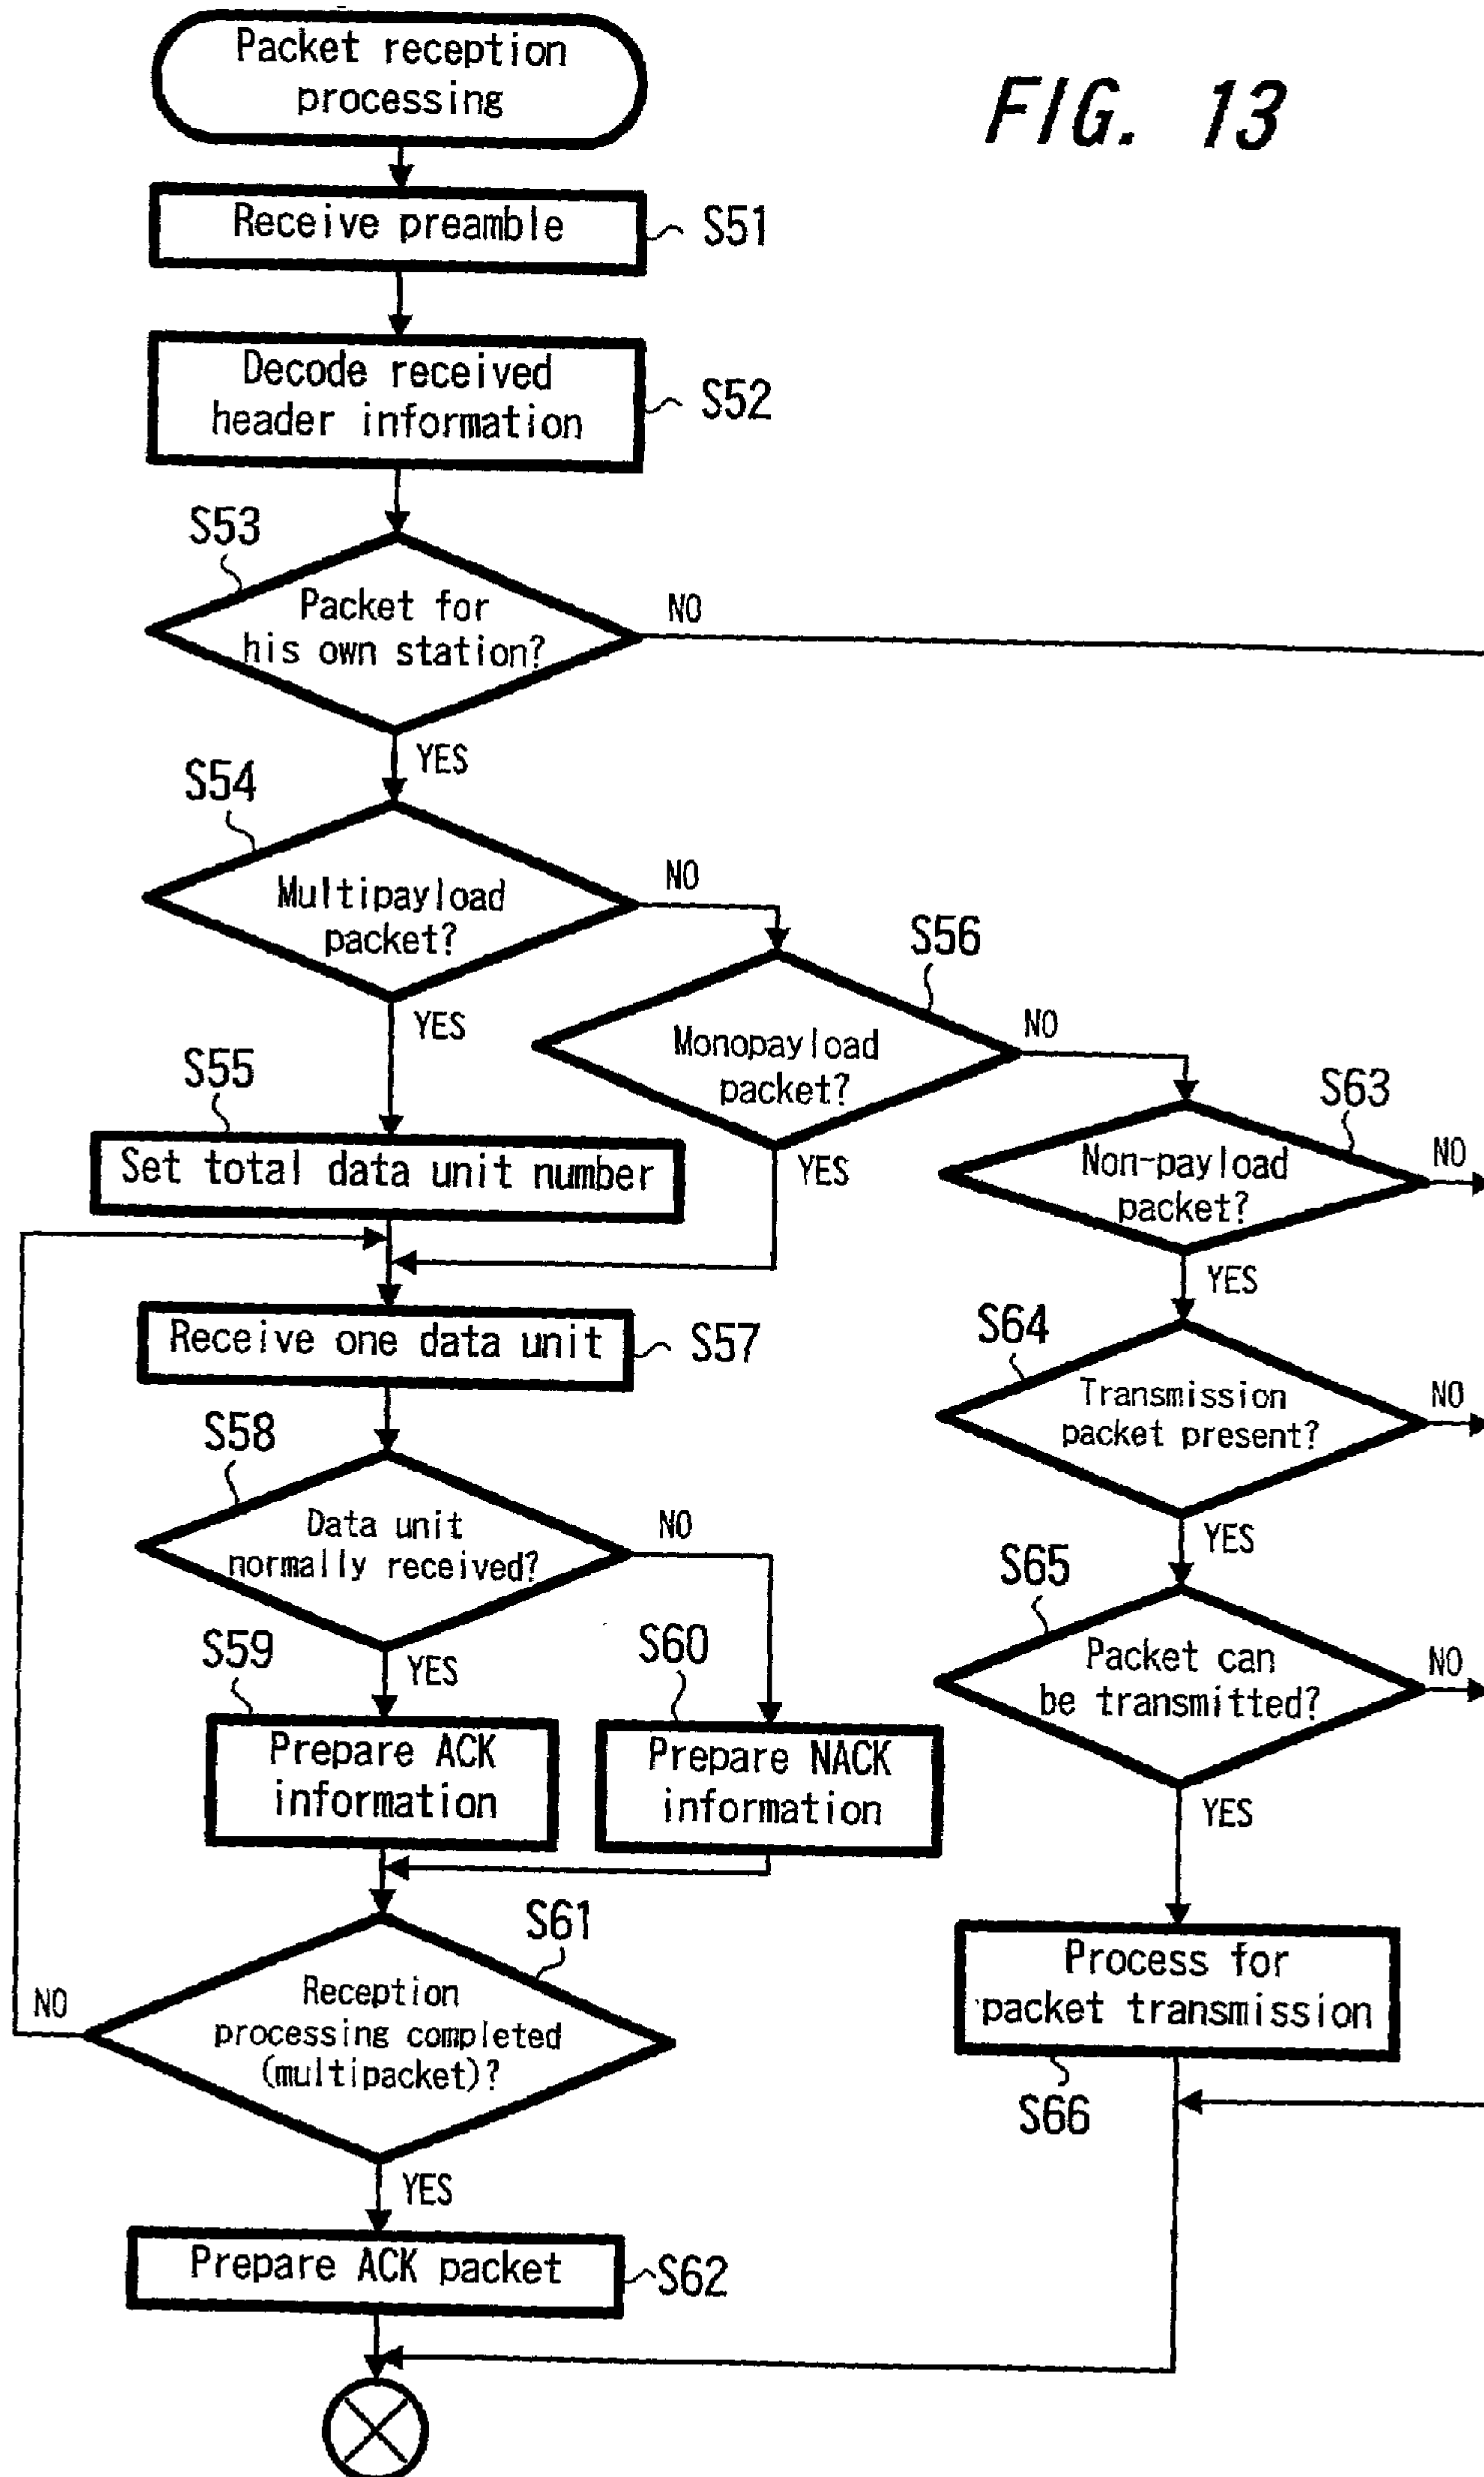 Packet reception
processing
FIG. 13
Receive preamble
S51
Decode received
header information
S52
S53
Packet for
his own station?
NO
YES
S54
Multipayload
packet?
NO
YES
S56
Monopayload
packet?
NO
YES
S55
Set total data unit number
S63
Non-payload
packet?
NO
YES
Receive one data unit
S57
S64
Transmission
packet present?
NO
YES
S58
Data unit
normally received?
NO
YES
S65
Packet can
be transmitted?
NO
YES
S59
Prepare ACK
information
S60
Prepare NACK
information
S61
Reception
processing completed
(multipacket)?
NO
YES
Process for
packet transmission
S66
Prepare ACK packet
S62